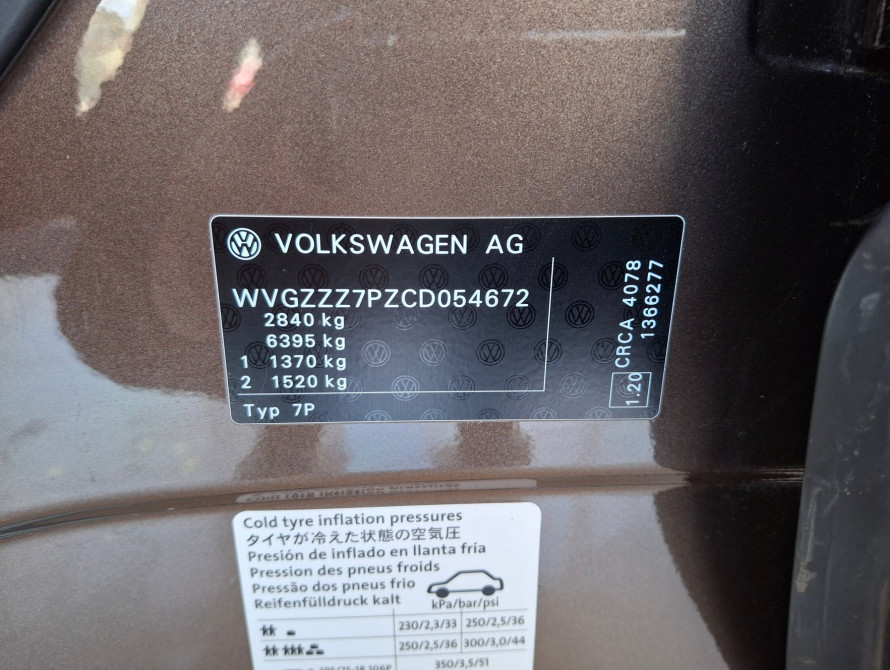 VOLKSWAGEN AG
WVGZZZ7PZCD054672
2840 kg
6395 kg
1 1370 kg
2 1520 kg
Typ 7P
CRCA 4078
1366277
1.20
Cold tyre inflation pressures
タイヤが冷えた状態の空気圧
Presión de inflado en llanta fría
Pression des pneus froids
Pressão dos pneus frio
Reifenfülldruck kalt
kPa/bar/psi
230/2,3/33 250/2,5/36
250/2,5/36 300/3,0/44
350/3,5/51